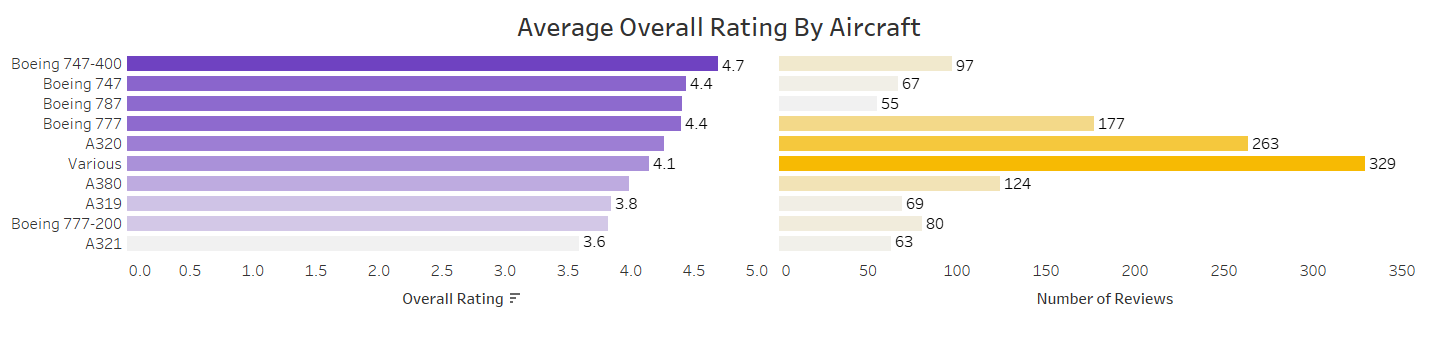 Average Overall Rating By Aircraft
Boeing 747-400 4.7 97
Boeing 747 4.4 67
Boeing 787 55
Boeing 777 4.4 177
A320 263
Various 4.1 329
A380 124
A319 3.8 69
Boeing 777-200 80
A321 3.6 63
0.0 0.5 1.0 1.5 2.0 2.5 3.0 3.5 4.0 4.5 5.0 0 50 100 150 200 250 300 350
Overall Rating Number of Reviews